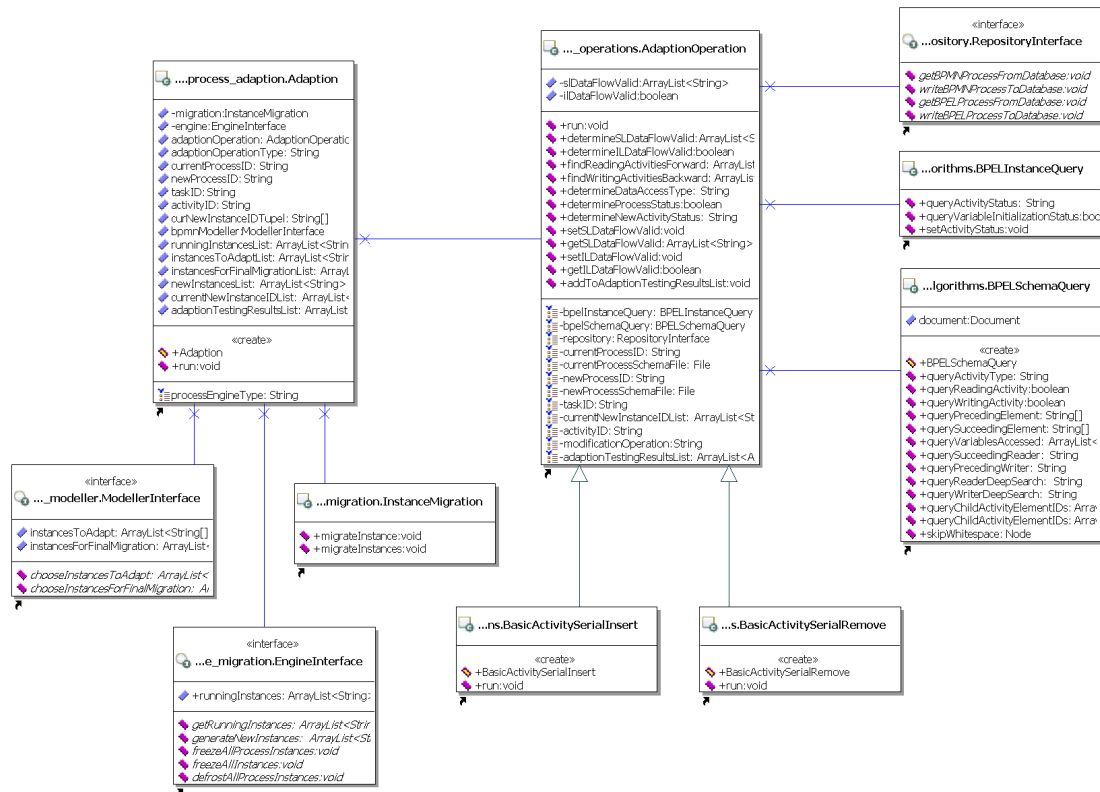 ....process_adaption.Adaption
-migration:InstanceMigration
-engine:EngineInterface
adaptionOperation: AdaptionOperatic
adaptionOperationType: String
currentProcessID: String
newProcessID: String
taskID: String
activityID: String
curNewInstanceIDTupel: String[]
bpmnModeller:ModellerInterface
runningInstancesList: ArrayList<Strin
instancesToAdaptList: ArrayList<Strir
instancesForFinalMigrationList: ArrayL
newInstancesList: ArrayList<String>
currentNewInstanceIDList: ArrayList<
adaptionTestingResultsList: ArrayList
«create»
+Adaption
+run:void
processEngineType: String
..._operations.AdaptionOperation
-slDataFlowValid:ArrayList<String>
-ilDataFlowValid:boolean
+run:void
+determineSLDataFlowValid: ArrayList<S
+determineILDataFlowValid:boolean
+findReadingActivitiesForward: ArrayList
+findWritingActivitiesBackward: ArrayLis
+determineDataAccessType: String
+determineProcessStatus:boolean
+determineNewActivityStatus: String
+setSLDataFlowValid:void
+getSLDataFlowValid: ArrayList<String>
+setILDataFlowValid:void
+getILDataFlowValid:boolean
+addToAdaptionTestingResultsList:void
-bpelInstanceQuery: BPELInstanceQuery
-bpelSchemaQuery: BPELSchemaQuery
-repository:RepositoryInterface
-currentProcessID: String
-currentProcessSchemaFile: File
-newProcessID: String
-newProcessSchemaFile: File
-taskID: String
-currentNewInstanceIDList: ArrayList<St
-activityID: String
-modificationOperation:String
-adaptionTestingResultsList: ArrayList<A
«interface»
...ository.RepositoryInterface
getBPMNProcessFromDatabase:void
writeBPMNProcessToDatabase:void
getBPELProcessFromDatabase:void
writeBPELProcessToDatabase:void
...orithms.BPELInstanceQuery
+queryActivityStatus: String
+queryVariableInitializationStatus:boo
+setActivityStatus:void
...lgorithms.BPELSchemaQuery
document:Document
«create»
+BPELSchemaQuery
+queryActivityType: String
+queryReadingActivity:boolean
+queryWritingActivity:boolean
+queryPrecedingElement: String[]
+querySucceedingElement: String[]
+queryVariablesAccessed: ArrayList<
+querySucceedingReader: String
+queryPrecedingWriter: String
+queryReaderDeepSearch: String
+queryWriterDeepSearch: String
+queryChildActivityElementIDs: Arra
+queryChildActivityElementIDs: Arra
+skipWhitespace: Node
«interface»
..._modeller.ModellerInterface
instancesToAdapt: ArrayList<String[]
instancesForFinalMigration: ArrayList
chooseInstancesToAdapt: ArrayList<
chooseInstancesForFinalMigration: A
...migration.InstanceMigration
+migrateInstance:void
+migrateInstances:void
«interface»
...e_migration.EngineInterface
+runningInstances: ArrayList<String
getRunningInstances: ArrayList<Strir
generateNewInstances: ArrayList<St
freezeAllProcessInstances:void
freezeAllInstances:void
defrostAllProcessInstances:void
...ns.BasicActivitySerialInsert
«create»
+BasicActivitySerialInsert
+run:void
...s.BasicActivitySerialRemove
«create»
+BasicActivitySerialRemove
+run:void